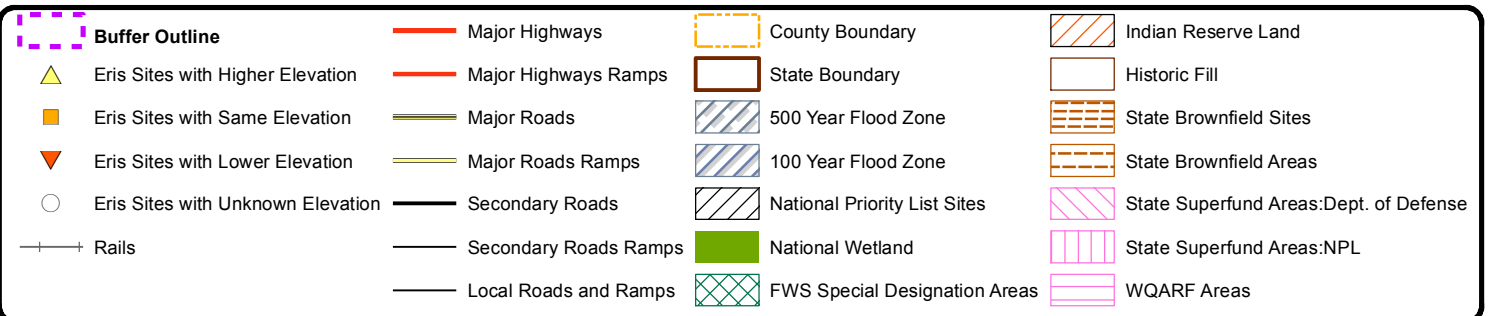 Buffer Outline
Eris Sites with Higher Elevation
Eris Sites with Same Elevation
Eris Sites with Lower Elevation
Eris Sites with Unknown Elevation
Rails
Major Highways
Major Highways Ramps
Major Roads
Major Roads Ramps
Secondary Roads
Secondary Roads Ramps
Local Roads and Ramps
County Boundary
State Boundary
500 Year Flood Zone
100 Year Flood Zone
National Priority List Sites
National Wetland
FWS Special Designation Areas
Indian Reserve Land
Historic Fill
State Brownfield Sites
State Brownfield Areas
State Superfund Areas:Dept. of Defense
State Superfund Areas:NPL
WQARF Areas